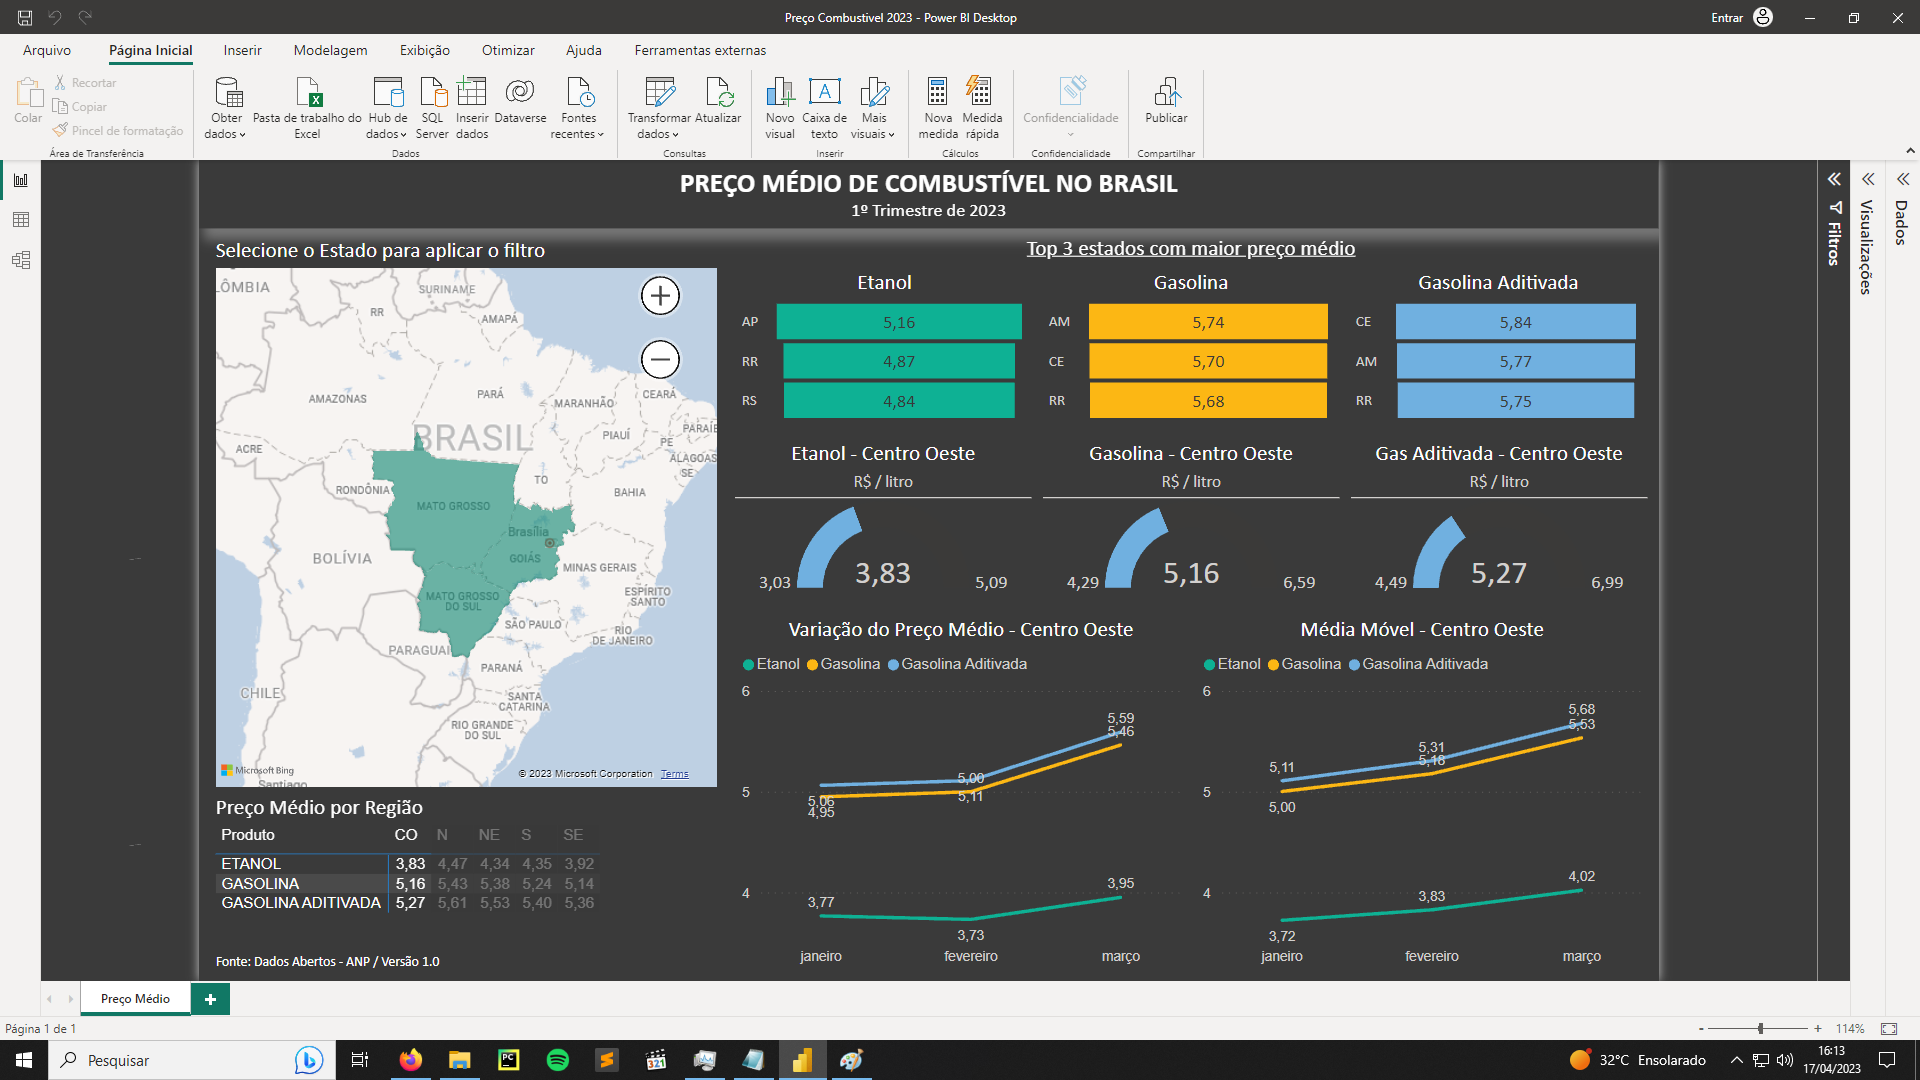 Preço Combustivel 2023 - Power BI Desktop
Entrar
Arquivo
Página Inicial
Inserir
Modelagem
Exibição
Otimizar
Ajuda
Ferramentas externas
Colar
Recortar
Copiar
Pincel de formatação
Área de Transferência
Obter dados
Pasta de trabalho do Excel
Hub de dados
SQL Server
Inserir dados
Dataverse
Fontes recentes
Dados
Transformar dados
Atualizar
Consultas
Novo visual
Caixa de texto
Mais visuais
Inserir
Nova medida
Medida rápida
Cálculos
Confidencialidade
Confidencialidade
Publicar
Compartilhar
PREÇO MÉDIO DE COMBUSTÍVEL NO BRASIL
1º Trimestre de 2023
Filtros
Visualizações
Dados
Selecione o Estado para aplicar o filtro
LÔMBIA
SURINAME
RR
AMAPÁ
AMAZONAS
PARÁ
MARANHÃO
CEARÁ
BRASIL
PIAUÍ
PARAÍB
PE
ACRE
ALAGOAS
SE
RONDÔNIA
TO
BAHIA
MATO GROSSO
Brasília
GOIÁS
BOLÍVIA
MINAS GERAIS
MATO GROSSO
DO SUL
ESPÍRITO
SANTO
SÃO PAULO
RIO
DE JANEIRO
PARAGUAI
PARANÁ
CHILE
SANTA
CATARINA
RIO GRANDE
DO SUL
Microsoft Bing
Santiago
© 2023 Microsoft Corporation Terms
Preço Médio por Região
Produto CO N NE S SE
ETANOL 3,83 4,47 4,34 4,35 3,92
GASOLINA 5,16 5,43 5,38 5,24 5,14
GASOLINA ADITIVADA 5,27 5,61 5,53 5,40 5,36
Fonte: Dados Abertos - ANP / Versão 1.0
Top 3 estados com maior preço médio
Etanol
AP 5,16
RR 4,87
RS 4,84
Gasolina
AM 5,74
CE 5,70
RR 5,68
Gasolina Aditivada
CE 5,84
AM 5,77
RR 5,75
Etanol - Centro Oeste
R$ / litro
3,03 3,83 5,09
Gasolina - Centro Oeste
R$ / litro
4,29 5,16 6,59
Gas Aditivada - Centro Oeste
R$ / litro
4,49 5,27 6,99
Variação do Preço Médio - Centro Oeste
Etanol Gasolina Gasolina Aditivada
6
5,59
5,46
5
5,00
5,11
5,06
4,95
4
3,77
3,73
3,95
janeiro fevereiro março
Média Móvel - Centro Oeste
Etanol Gasolina Gasolina Aditivada
6
5,68
5,53
5,31
5,18
5,11
5
5,00
4
4,02
3,83
3,72
janeiro fevereiro março
Preço Médio
Página 1 de 1
- + 114%
Pesquisar
PC
321
32°C Ensolarado
16:13
17/04/2023